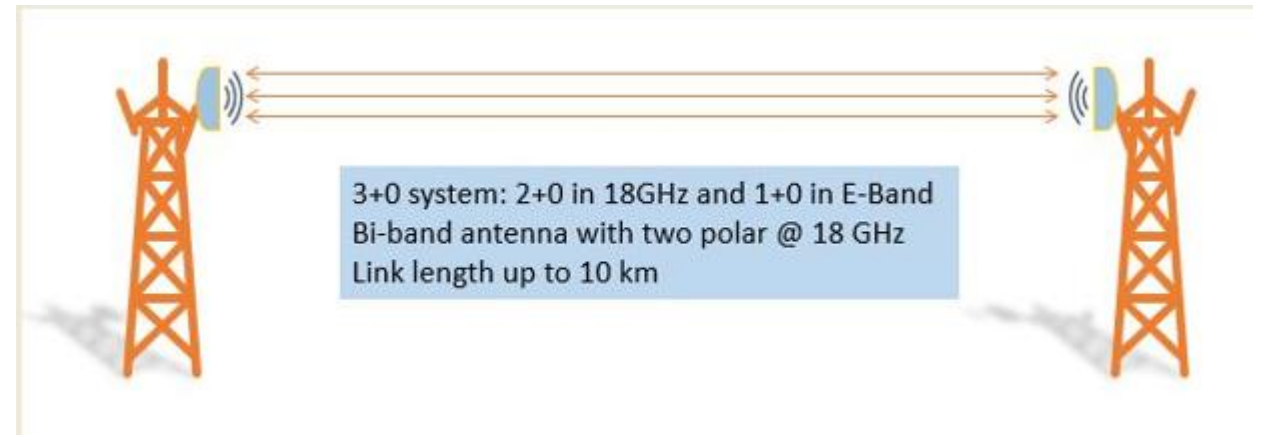 3+0 system: 2+0 in 18GHz and 1+0 in E-Band
Bi-band antenna with two polar @ 18 GHz
Link length up to 10 km